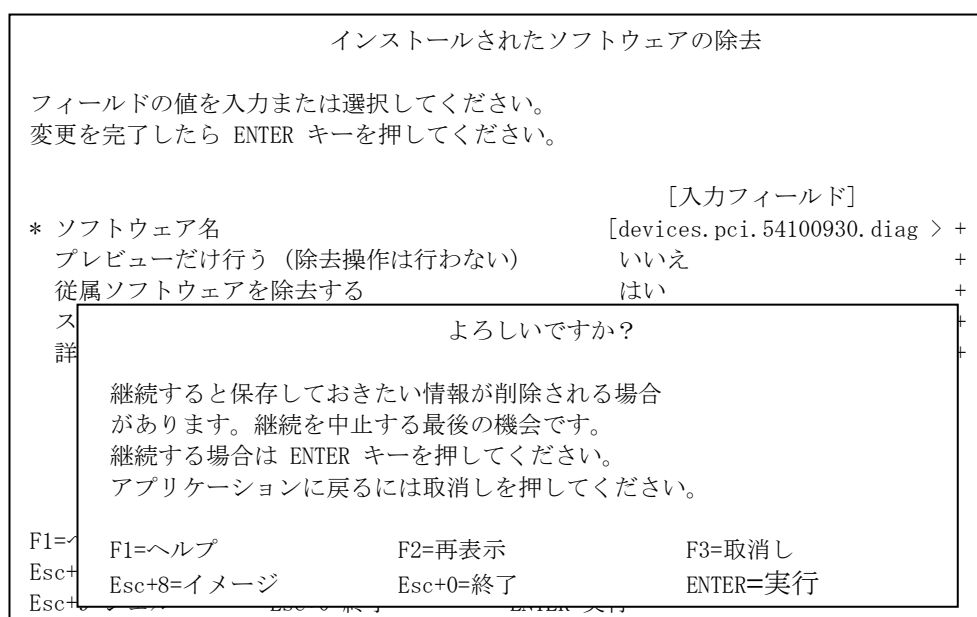 インストールされたソフトウェアの除去
フィールドの値を入力または選択してください。
変更を完了したら ENTER キーを押してください。
[入力フィールド]
* ソフトウェア名 [devices.pci.54100930.diag > +
プレビューだけ行う (除去操作は行わない) いいえ +
従属ソフトウェアを除去する はい +
ス +
詳 +
よろしいですか？
継続すると保存しておきたい情報が削除される場合
があります。継続を中止する最後の機会です。
継続する場合は ENTER キーを押してください。
アプリケーションに戻るには取消しを押してください。
F1=ヘルプ F2=再表示 F3=取消し
Esc+8=イメージ Esc+0=終了 ENTER=実行
F1=
Esc+
Esc+